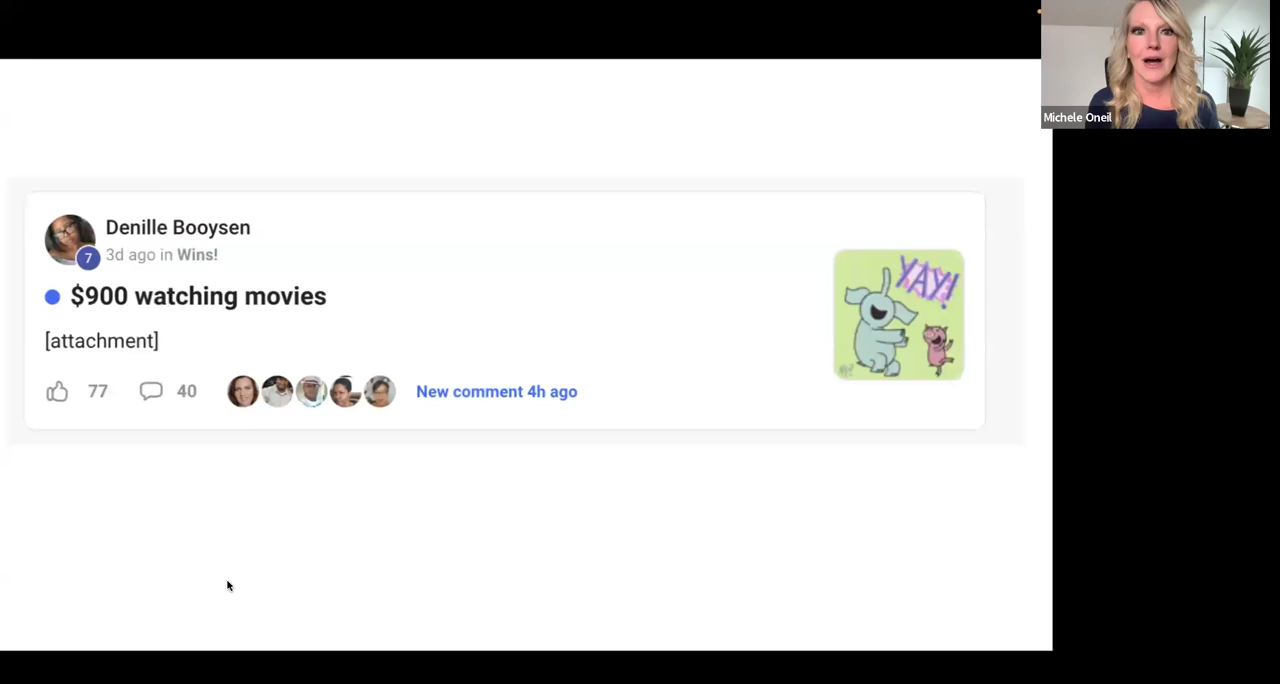 Michele Oneil
Denille Booysen
7
3d ago in Wins!
$900 watching movies
YAY!
[attachment]
77
40
New comment 4h ago